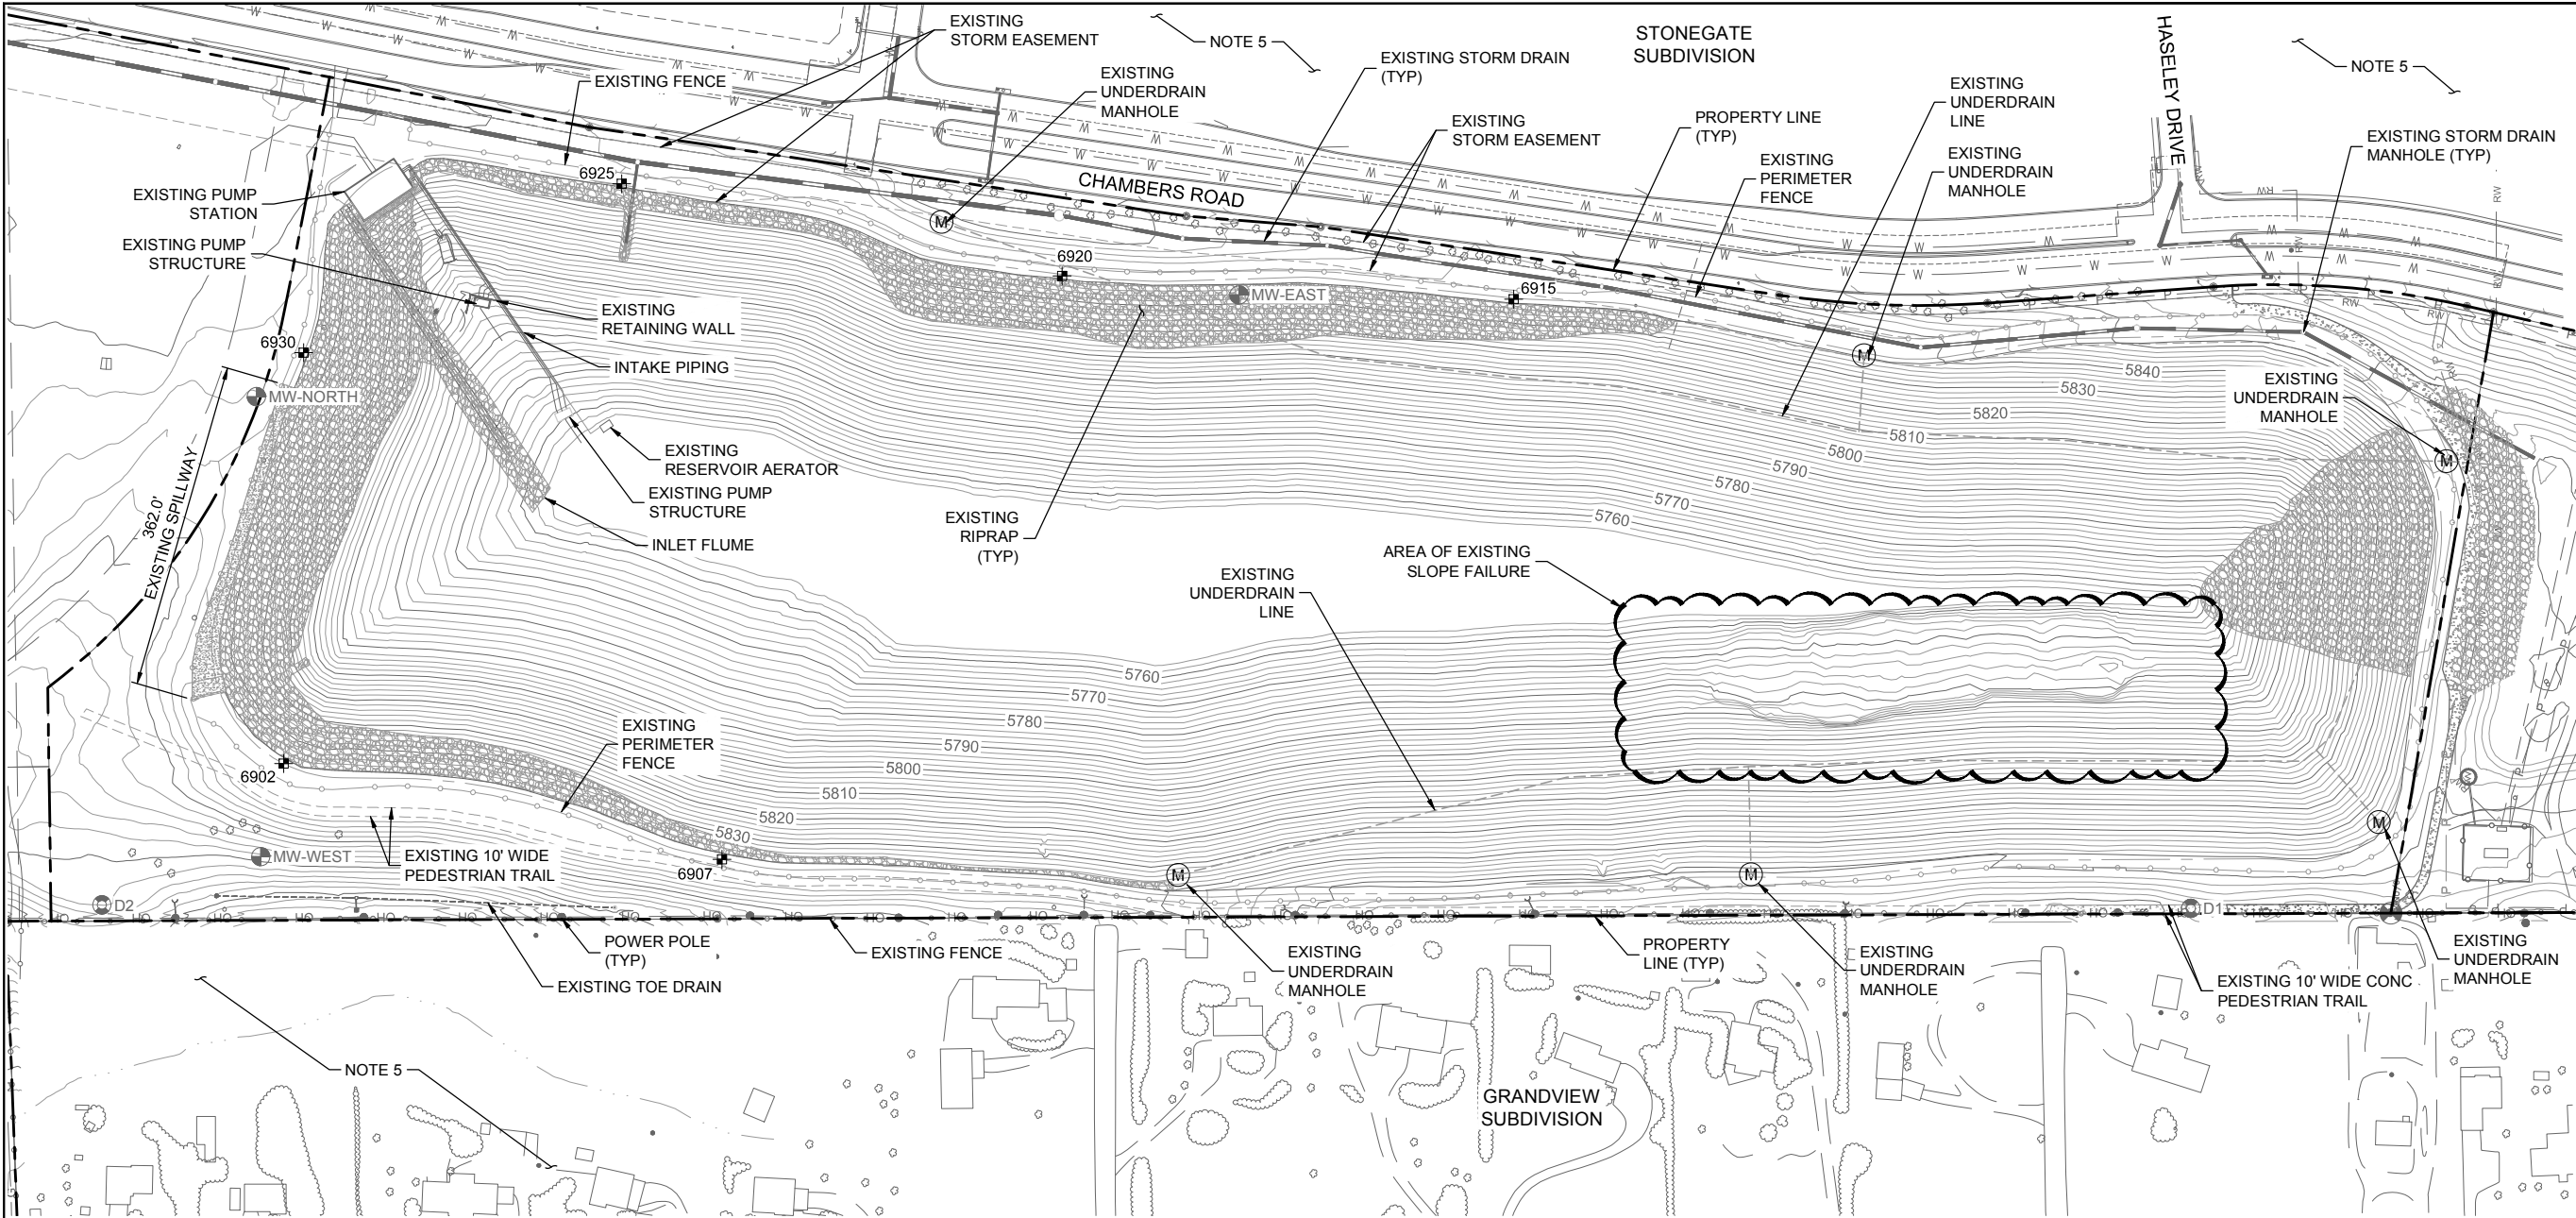 EXISTING
STORM EASEMENT
NOTE 5
STONEGATE
SUBDIVISION
HASELEY DRIVE
NOTE 5
EXISTING FENCE
EXISTING
UNDERDRAIN
MANHOLE
EXISTING STORM DRAIN
(TYP)
EXISTING
STORM EASEMENT
PROPERTY LINE
(TYP)
EXISTING
UNDERDRAIN
LINE
EXISTING
UNDERDRAIN
MANHOLE
EXISTING STORM DRAIN
MANHOLE (TYP)
EXISTING
PERIMETER
FENCE
CHAMBERS ROAD
6925
EXISTING PUMP
STATION
EXISTING PUMP
STRUCTURE
M
6920
MW-EAST
6915
EXISTING
RETAINING WALL
6930
INTAKE PIPING
MW-NORTH
M
5840
5830
5820
5810
5800
5790
5780
5770
5760
EXISTING
UNDERDRAIN
MANHOLE
M
362.0'
EXISTING SPILLWAY
EXISTING
RESERVOIR AERATOR
EXISTING PUMP
STRUCTURE
INLET FLUME
EXISTING
RIPRAP
(TYP)
EXISTING
UNDERDRAIN
LINE
AREA OF EXISTING
SLOPE FAILURE
5760
5770
5780
5790
5800
5810
5820
5830
EXISTING
PERIMETER
FENCE
6902
MW-WEST
EXISTING 10' WIDE
PEDESTRIAN TRAIL
6907
M
M
M
D2
D1
POWER POLE
(TYP)
EXISTING TOE DRAIN
EXISTING FENCE
EXISTING
UNDERDRAIN
MANHOLE
PROPERTY
LINE (TYP)
EXISTING
UNDERDRAIN
MANHOLE
EXISTING 10' WIDE CONC
PEDESTRIAN TRAIL
EXISTING
UNDERDRAIN
MANHOLE
NOTE 5
GRANDVIEW
SUBDIVISION